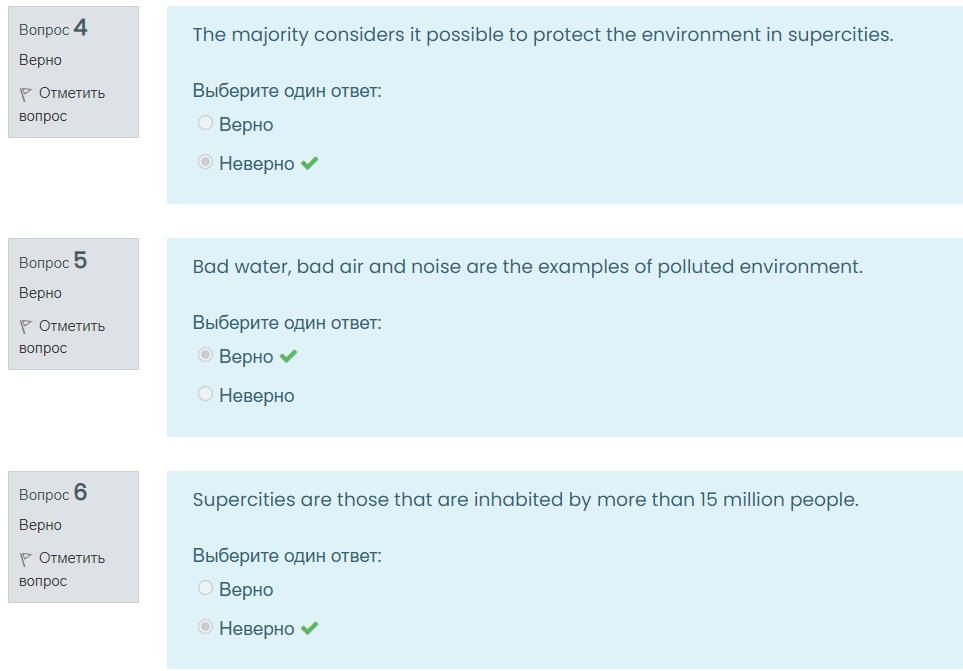 Вопрос 4
Верно
Отметить
вопрос
The majority considers it possible to protect the environment in supercities.
Выберите один ответ:
Верно
Неверно
Вопрос 5
Верно
Отметить
вопрос
Bad water, bad air and noise are the examples of polluted environment.
Выберите один ответ:
Верно
Неверно
Вопрос 6
Верно
Отметить
вопрос
Supercities are those that are inhabited by more than 15 million people.
Выберите один ответ:
Верно
Неверно